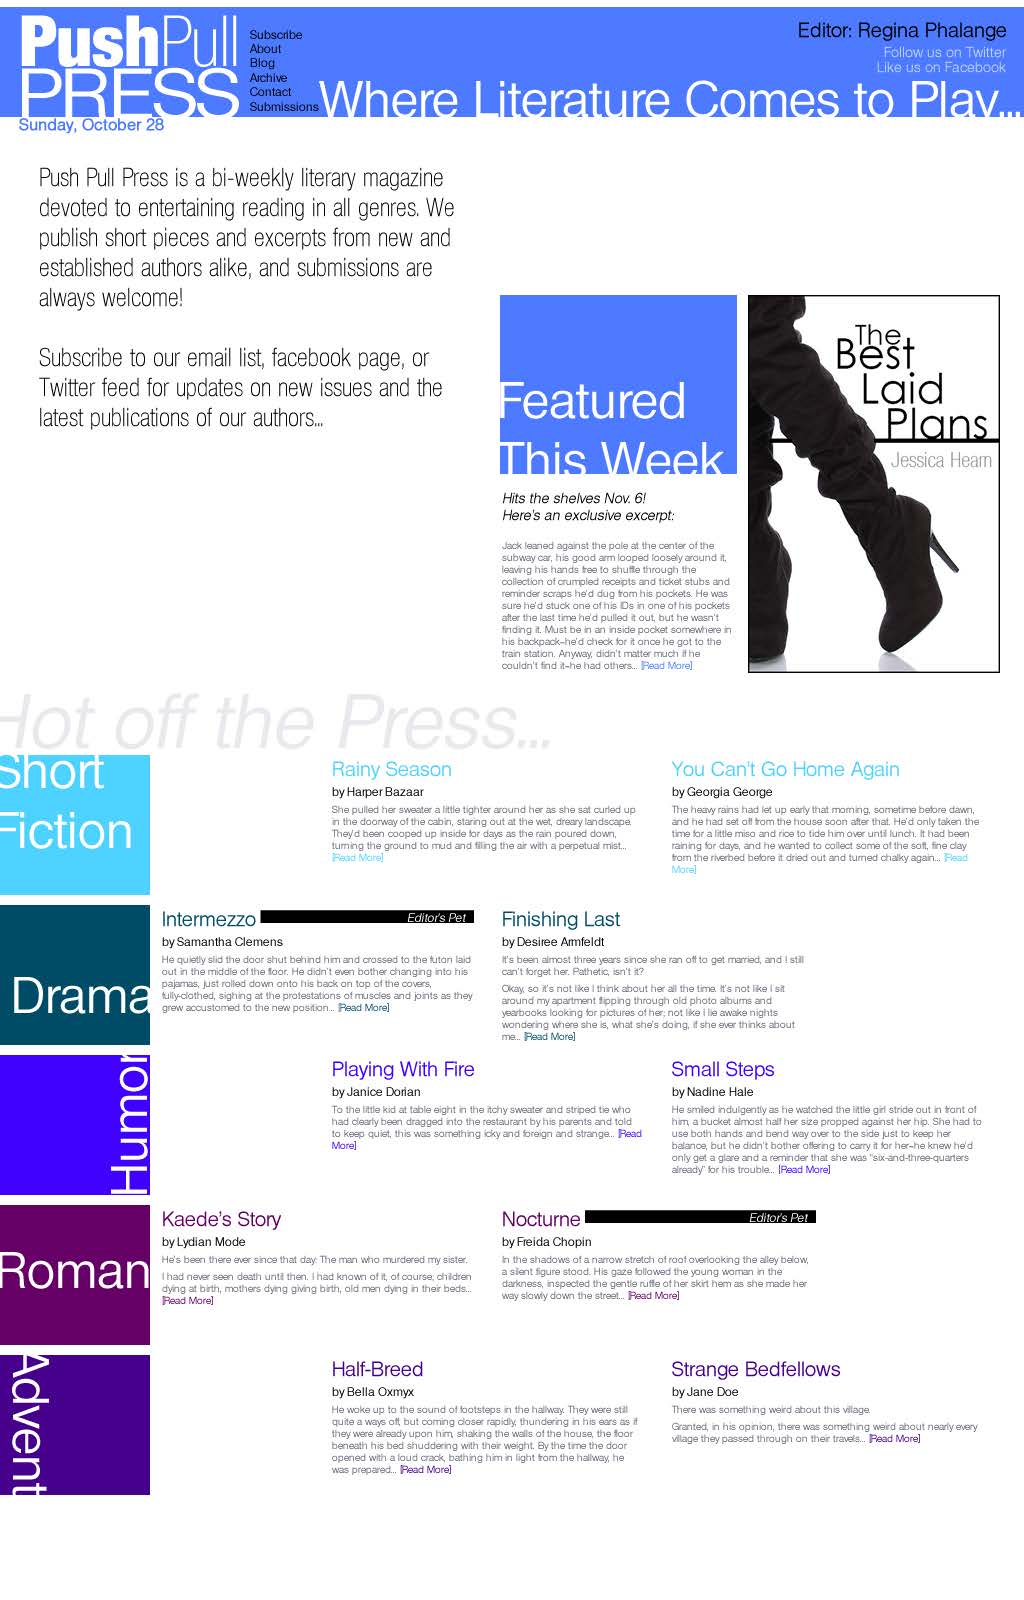 PushPull
PRESS
Subscribe
About
Blog
Archive
Contact
Submissions
Editor: Regina Phalange
Follow us on Twitter
Like us on Facebook
Where Literature Comes to Play...
Sunday, October 28
Push Pull Press is a bi-weekly literary magazine
devoted to entertaining reading in all genres. We
publish short pieces and excerpts from new and
established authors alike, and submissions are
always welcome!
Subscribe to our email list, facebook page, or
Twitter feed for updates on new issues and the
latest publications of our authors...
Featured
This Week
Hits the shelves Nov. 6!
Here's an exclusive excerpt:
Jack leaned against the pole at the center of the
subway car, his good arm looped loosely around it,
leaving his hands free to shuffle through the
collection of crumpled receipts and ticket stubs and
reminder scraps he'd dug from his pockets. He was
sure he'd stuck one of his IDs in one of his pockets
after the last time he'd pulled it out, but he wasn't
finding it. Must be in an inside pocket somewhere in
his backpack–he'd check for it once he got to the
train station. Anyway, didn't matter much if he
couldn't find it–he had others... [Read More]
The
Best
Laid
Plans
Jessica Hearn
Hot off the Press...
Short
Fiction
Rainy Season
by Harper Bazaar
She pulled her sweater a little tighter around her as she sat curled up
in the doorway of the cabin, staring out at the wet, dreary landscape.
They'd been cooped up inside for days as the rain poured down,
turning the ground to mud and filling the air with a perpetual mist...
[Read More]
You Can't Go Home Again
by Georgia George
The heavy rains had let up early that morning, sometime before dawn,
and he had set off from the house soon after that. He'd only taken the
time for a little miso and rice to tide him over until lunch. It had been
raining for days, and he wanted to collect some of the soft, fine clay
from the riverbed before it dried out and turned chalky again... [Read
More]
Drama
Intermezzo
Editor's Pet
by Samantha Clemens
He quietly slid the door shut behind him and crossed to the futon laid
out in the middle of the floor. He didn't even bother changing into his
pajamas, just rolled down onto his back on top of the covers,
fully-clothed, sighing at the protestations of muscles and joints as they
grew accustomed to the new position... [Read More]
Finishing Last
by Desiree Armfeldt
It's been almost three years since she ran off to get married, and I still
can't forget her. Pathetic, isn't it?
Okay, so it's not like I think about her all the time. It's not like I sit
around my apartment flipping through old photo albums and
yearbooks looking for pictures of her; not like I lie awake nights
wondering where she is, what she's doing, if she ever thinks about
me... [Read More]
Humor
Playing With Fire
by Janice Dorian
To the little kid at table eight in the itchy sweater and striped tie who
had clearly been dragged into the restaurant by his parents and told
to keep quiet, this was something icky and foreign and strange... [Read
More]
Small Steps
by Nadine Hale
He smiled indulgently as he watched the little girl stride out in front of
him, a bucket almost half her size propped against her hip. She had to
use both hands and bend way over to the side just to keep her
balance, but he didn't bother offering to carry it for her–he knew he'd
only get a glare and a reminder that she was "six-and-three-quarters
already" for his trouble... [Read More]
Roman
Kaede's Story
by Lydian Mode
He's been there ever since that day: The man who murdered my sister.
I had never seen death until then. I had known of it, of course; children
dying at birth, mothers dying giving birth, old men dying in their beds...
[Read More]
Nocturne
Editor's Pet
by Freida Chopin
In the shadows of a narrow stretch of roof overlooking the alley below,
a silent figure stood. His gaze followed the young woman in the
darkness, inspected the gentle ruffle of her skirt hem as she made her
way slowly down the street... [Read More]
Advent
Half-Breed
by Bella Oxmyx
He woke up to the sound of footsteps in the hallway. They were still
quite a ways off, but coming closer rapidly, thundering in his ears as if
they were already upon him, shaking the walls of the house, the floor
beneath his bed shuddering with their weight. By the time the door
opened with a loud crack, bathing him in light from the hallway, he
was prepared... [Read More]
Strange Bedfellows
by Jane Doe
There was something weird about this village.
Granted, in his opinion, there was something weird about nearly every
village they passed through on their travels... [Read More]